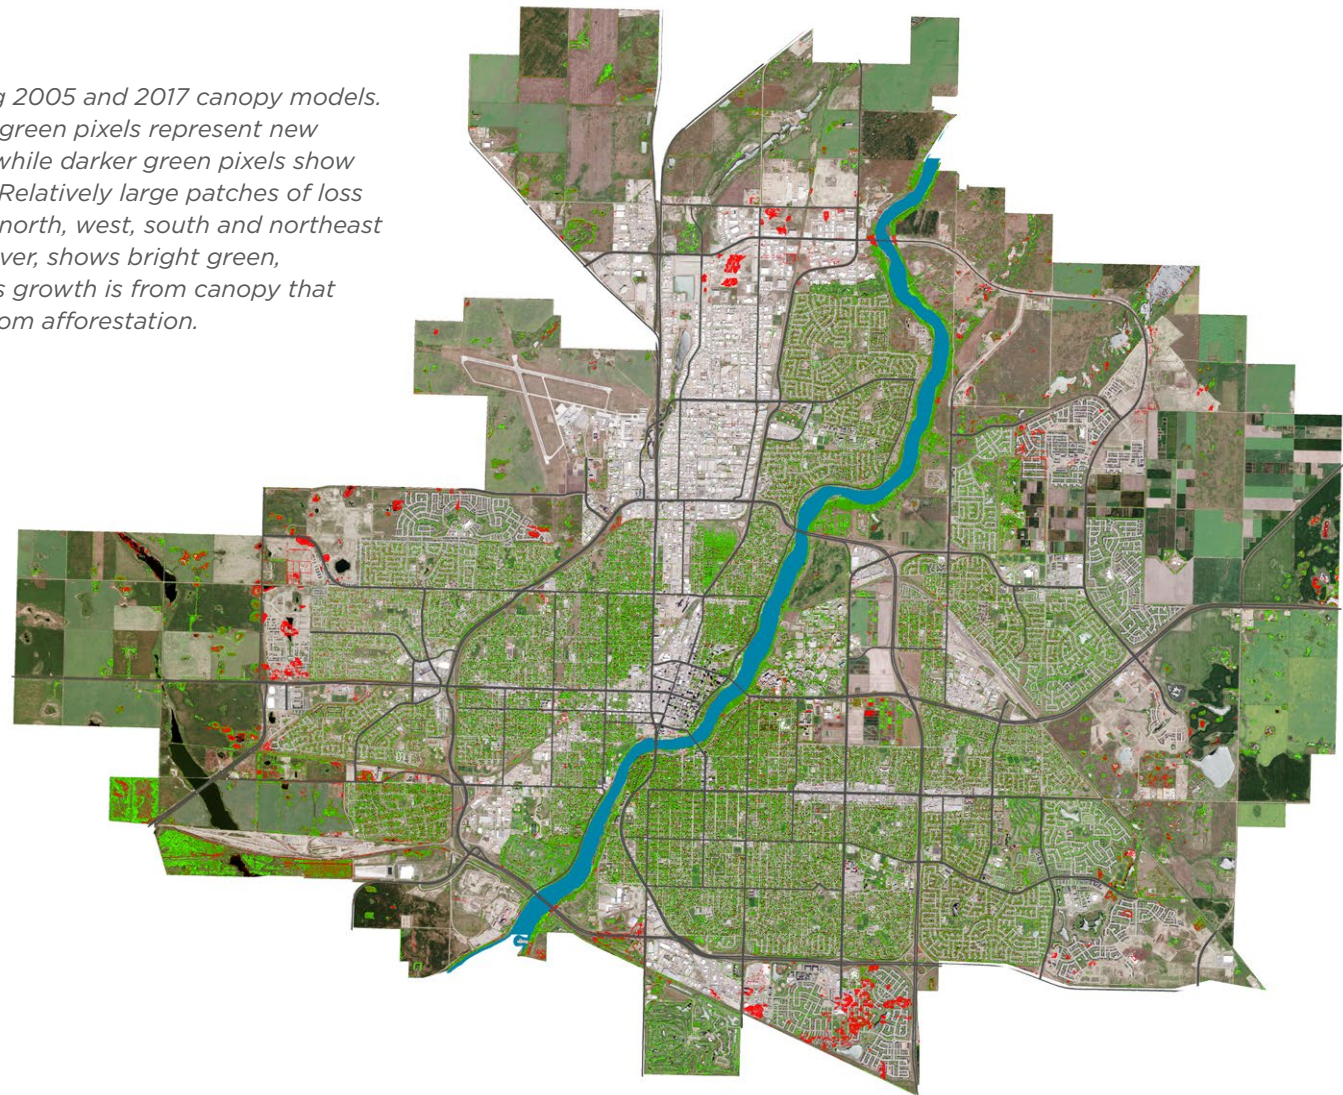 g 2005 and 2017 canopy models.
green pixels represent new
while darker green pixels show
Relatively large patches of loss
north, west, south and northeast
ver, shows bright green,
s growth is from canopy that
om afforestation.